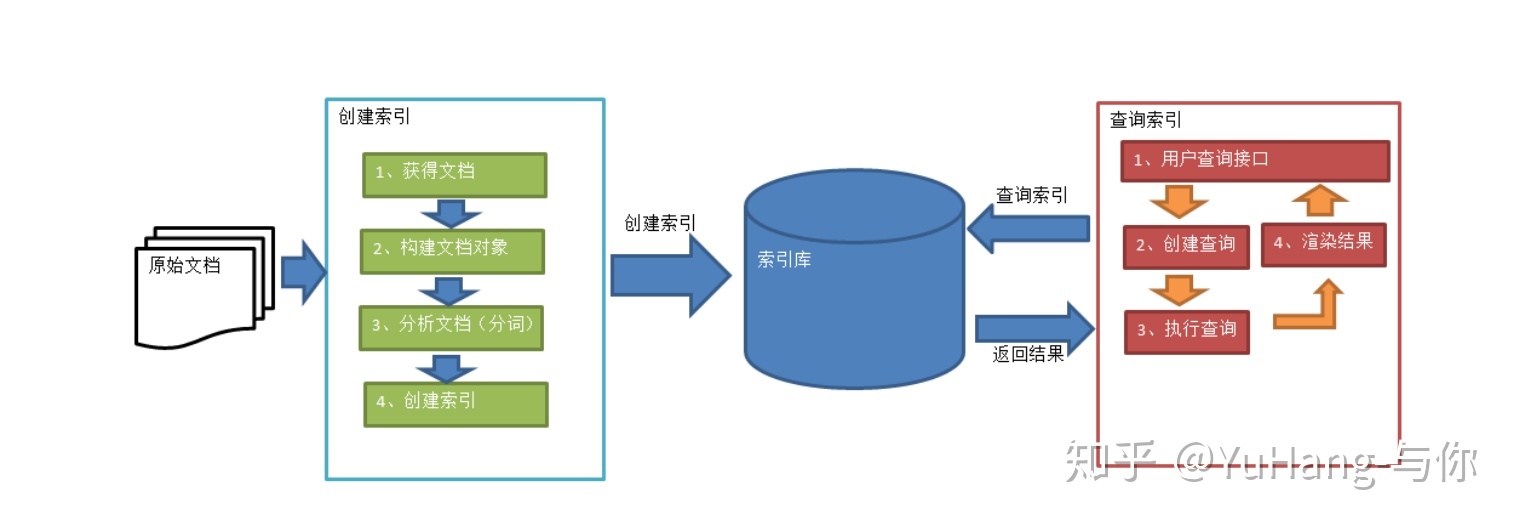 原始文档
创建索引
1、获得文档
2、构建文档对象
3、分析文档（分词）
4、创建索引
创建索引
索引库
查询索引
返回结果
查询索引
1、用户查询接口
2、创建查询
4、渲染结果
3、执行查询
知乎 @YuHang-与你